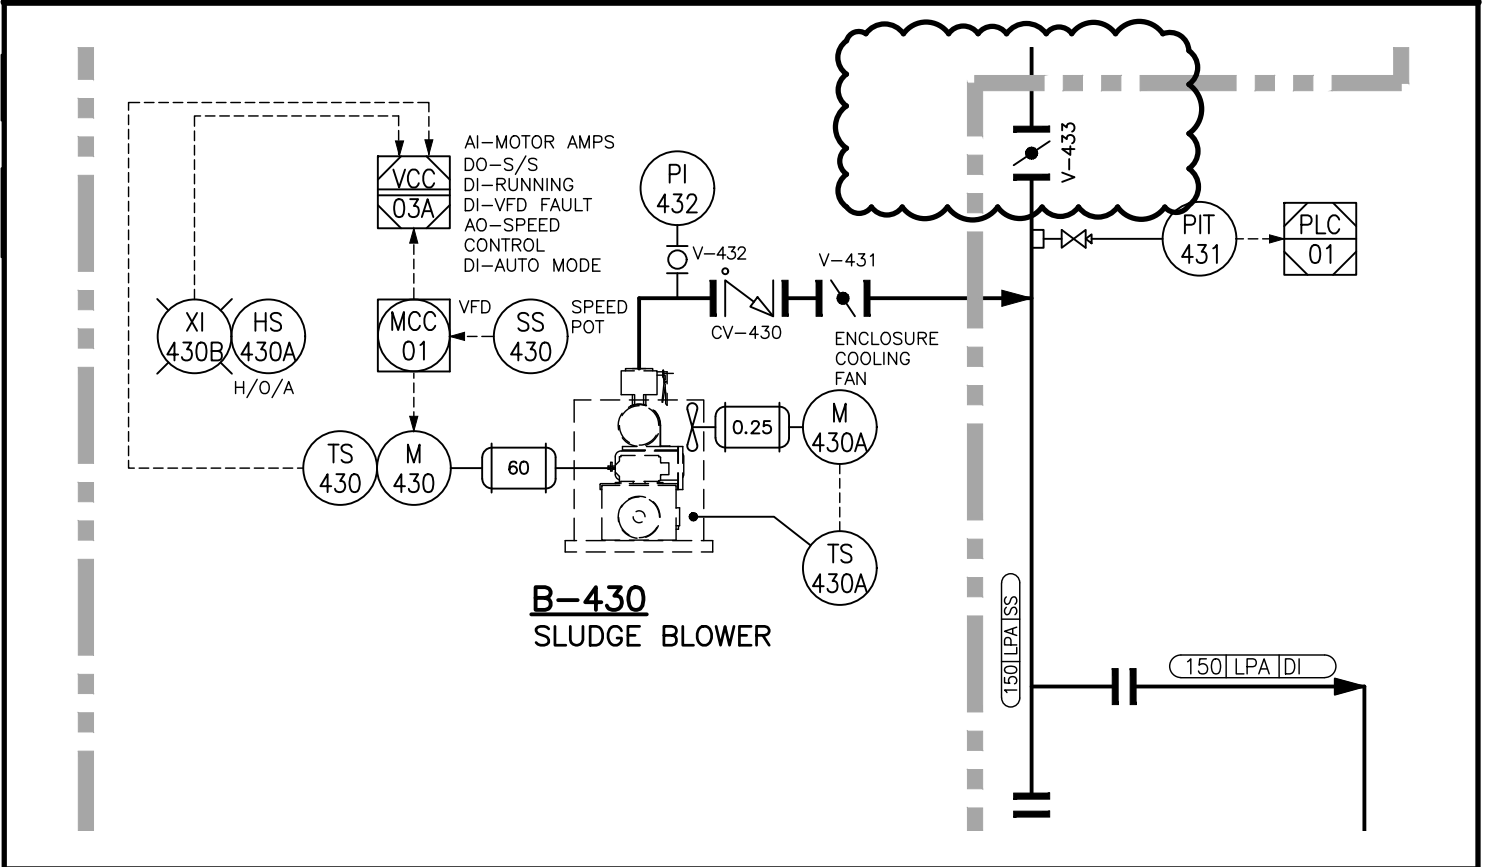 AI-MOTOR AMPS
DO-S/S
DI-RUNNING
DI-VFD FAULT
AO-SPEED
CONTROL
DI-AUTO MODE
VCC
03A
XI
430B
HS
430A
H/O/A
MCC
01
VFD
SS
430
SPEED
POT
TS
430
M
430
60
PI
432
V-432
CV-430
V-431
ENCLOSURE
COOLING
FAN
0.25
M
430A
TS
430A
B-430
SLUDGE BLOWER
V-433
PIT
431
PLC
01
150 LPA SS
150 LPA DI